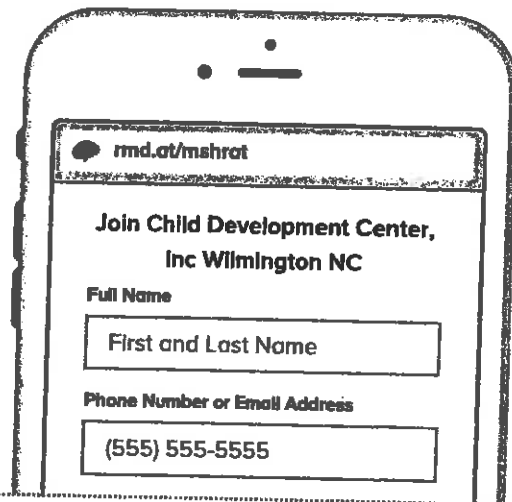 rmd.at/mshrat
Join Child Development Center,
Inc Wilmington NC
Full Name
First and Last Name
Phone Number or Email Address
(555) 555-5555